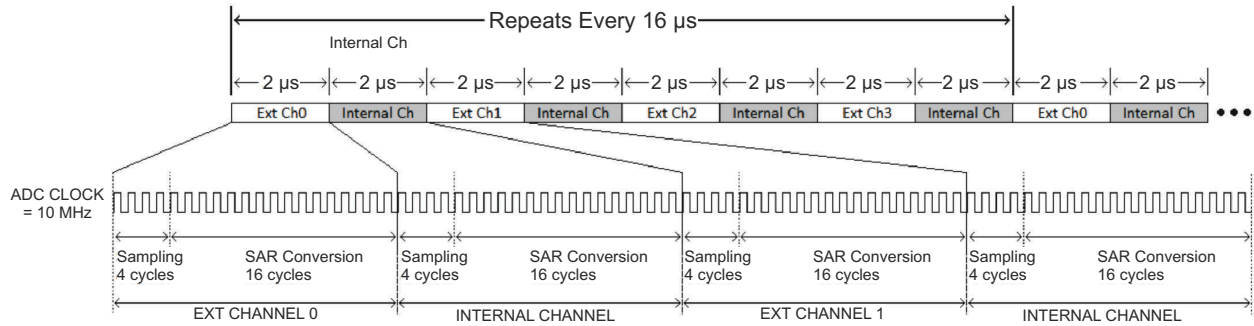 Repeats Every 16 µs
Internal Ch
2 µs 2 µs 2 µs 2 µs 2 µs 2 µs 2 µs 2 µs 2 µs 2 µs
Ext Ch0 Internal Ch Ext Ch1 Internal Ch Ext Ch2 Internal Ch Ext Ch3 Internal Ch Ext Ch0 Internal Ch
ADC CLOCK
= 10 MHz
Sampling SAR Conversion Sampling SAR Conversion Sampling SAR Conversion Sampling SAR Conversion
4 cycles 16 cycles 4 cycles 16 cycles 4 cycles 16 cycles 4 cycles 16 cycles
EXT CHANNEL 0 INTERNAL CHANNEL EXT CHANNEL 1 INTERNAL CHANNEL